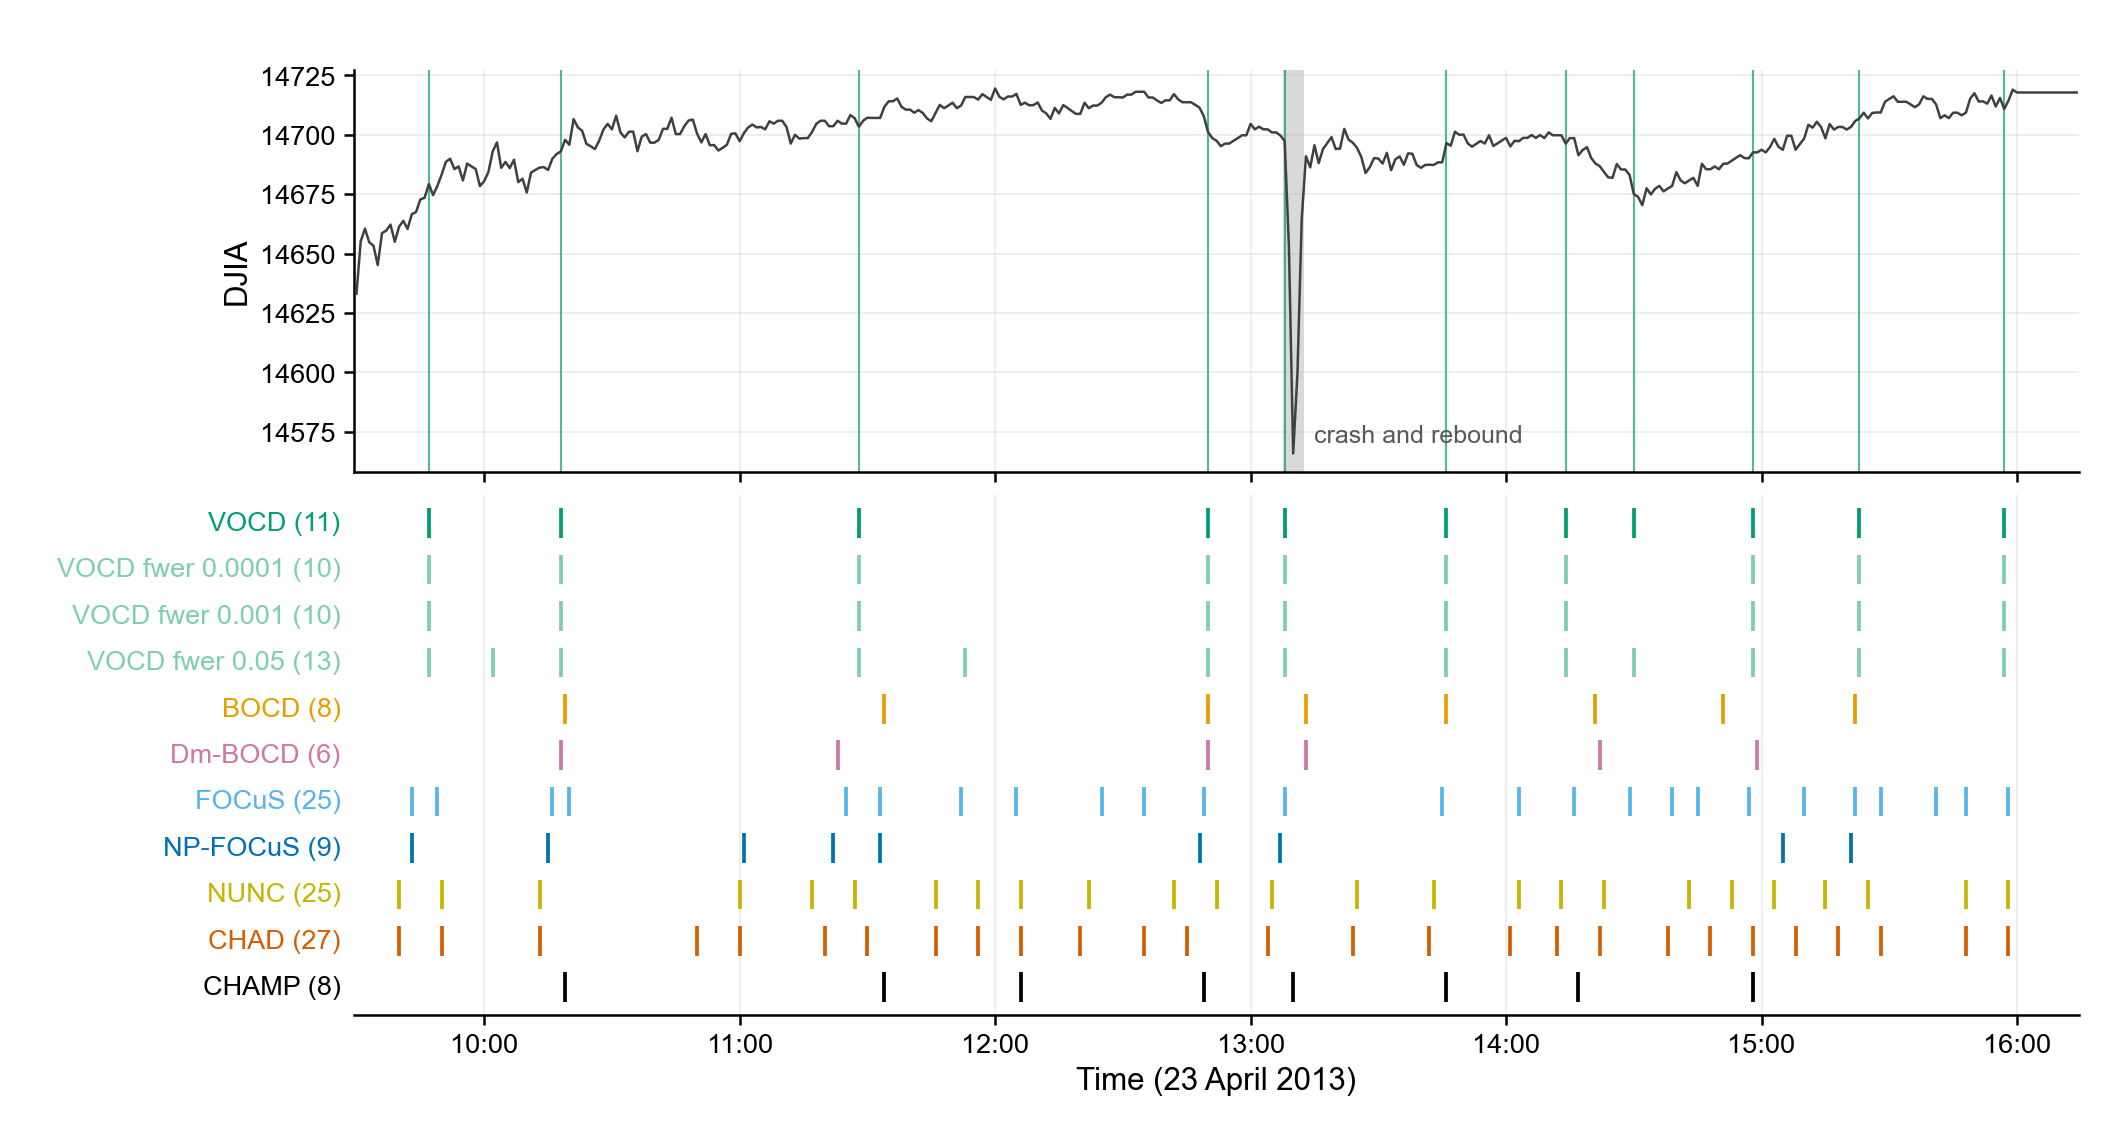 14725
14700
14675
14650
14625
14600
14575
DJIA
crash and rebound
VOCD (11)
VOCD fwer 0.0001 (10)
VOCD fwer 0.001 (10)
VOCD fwer 0.05 (13)
BOCD (8)
Dm-BOCD (6)
FOCuS (25)
NP-FOCuS (9)
NUNC (25)
CHAD (27)
CHAMP (8)
10:00 11:00 12:00 13:00 14:00 15:00 16:00
Time (23 April 2013)